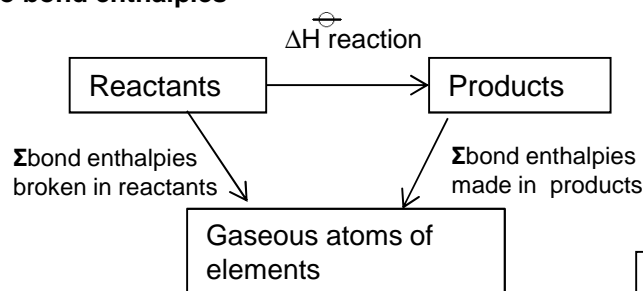 bond enthalpies
ΔH reaction
Reactants
Products
Σbond enthalpies
broken in reactants
Σbond enthalpies
made in products
Gaseous atoms of
elements